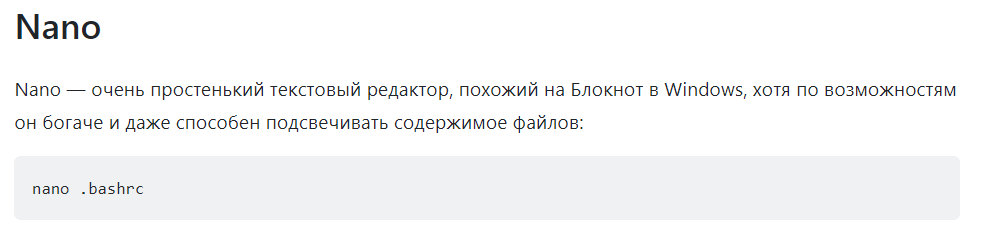 Nano
Nano — очень простенький текстовый редактор, похожий на Блокнот в Windows, хотя по возможностям
он богаче и даже способен подсвечивать содержимое файлов:
nano .bashrc